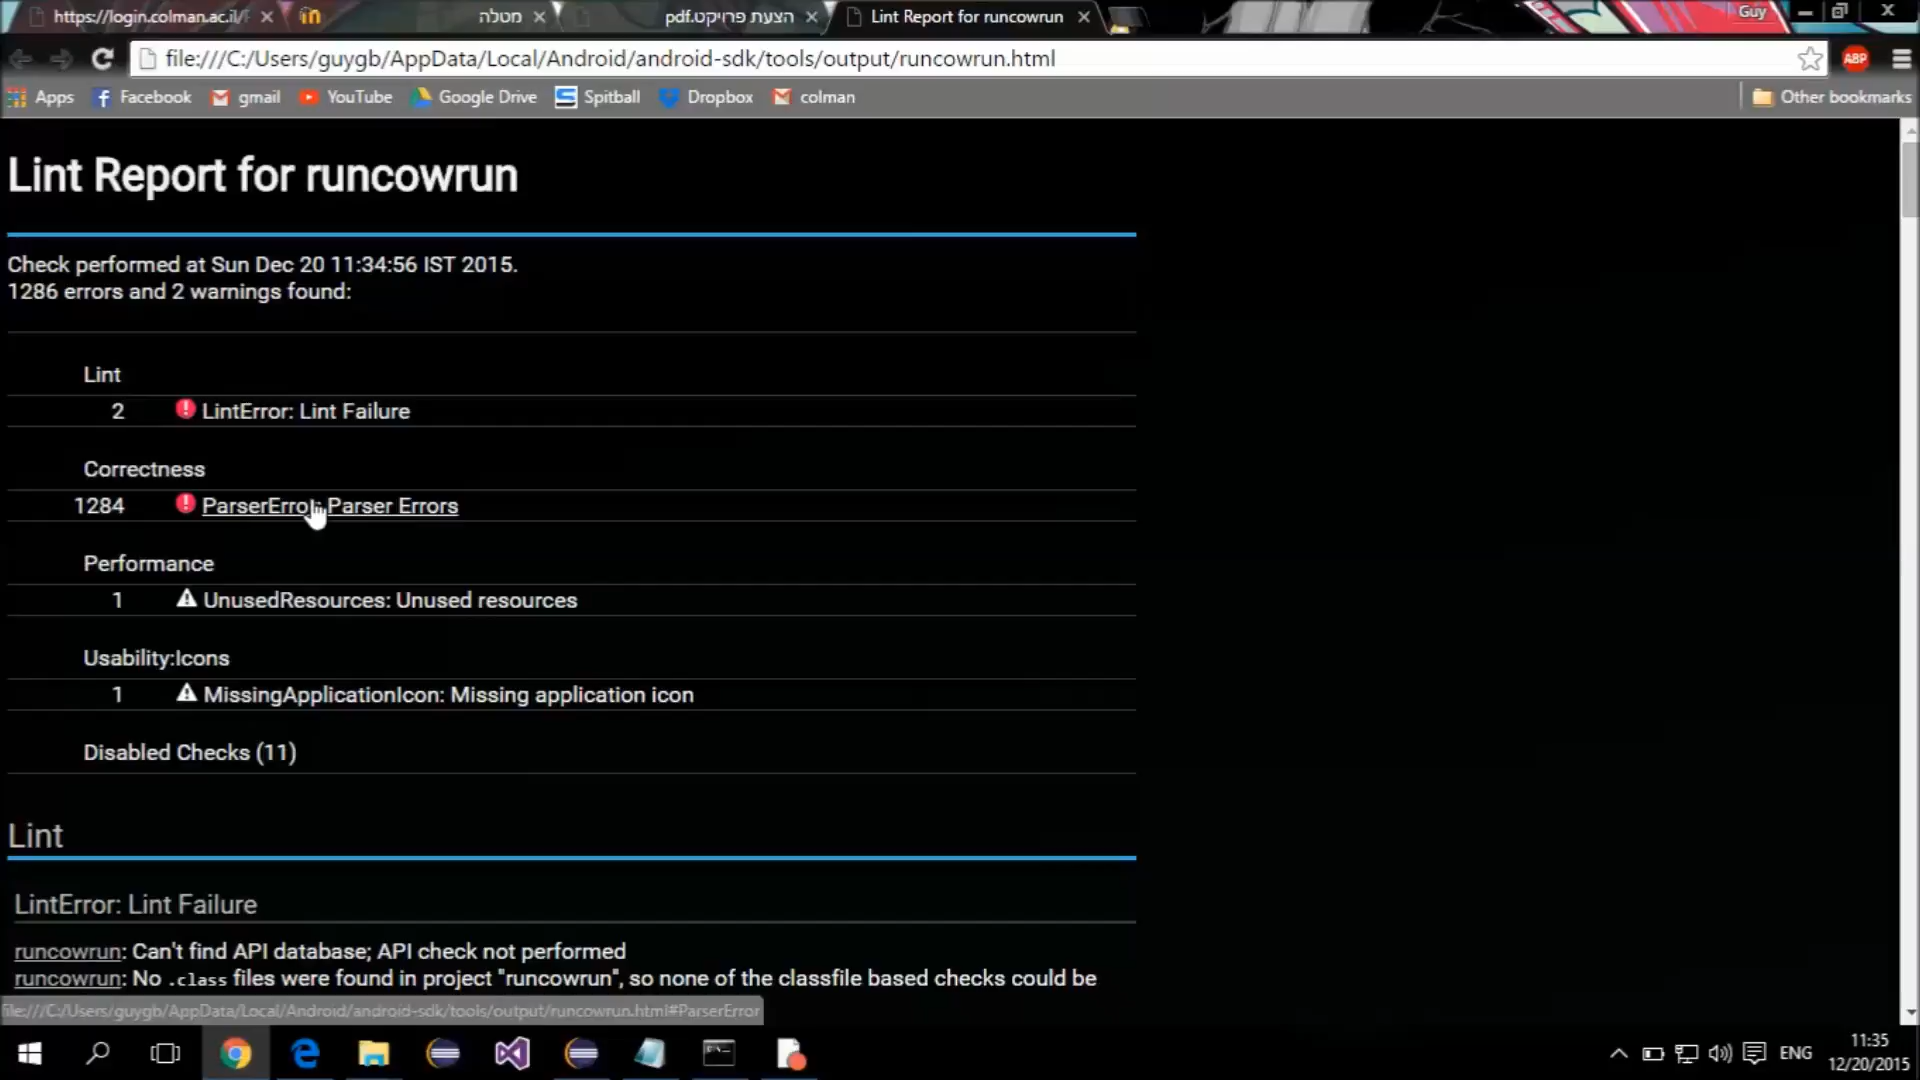 https://login.colman.ac.il/
מטלה
הצעת פרויקט.pdf
Lint Report for runcowrun
Guy
file:///C:/Users/guygb/AppData/Local/Android/android-sdk/tools/output/runcowrun.html
ABP
Apps
Facebook
gmail
YouTube
Google Drive
Spitball
Dropbox
colman
Other bookmarks
Lint Report for runcowrun
Check performed at Sun Dec 20 11:34:56 IST 2015.
1286 errors and 2 warnings found:
Lint
2 LintError: Lint Failure
Correctness
1284 ParserError: Parser Errors
Performance
1 UnusedResources: Unused resources
Usability:Icons
1 MissingApplicationIcon: Missing application icon
Disabled Checks (11)
Lint
LintError: Lint Failure
runcowrun: Can't find API database; API check not performed
runcowrun: No .class files were found in project "runcowrun", so none of the classfile based checks could be
file:///C:/Users/guygb/AppData/Local/Android/android-sdk/tools/output/runcowrun.html#ParserError
ENG
11:35
12/20/2015